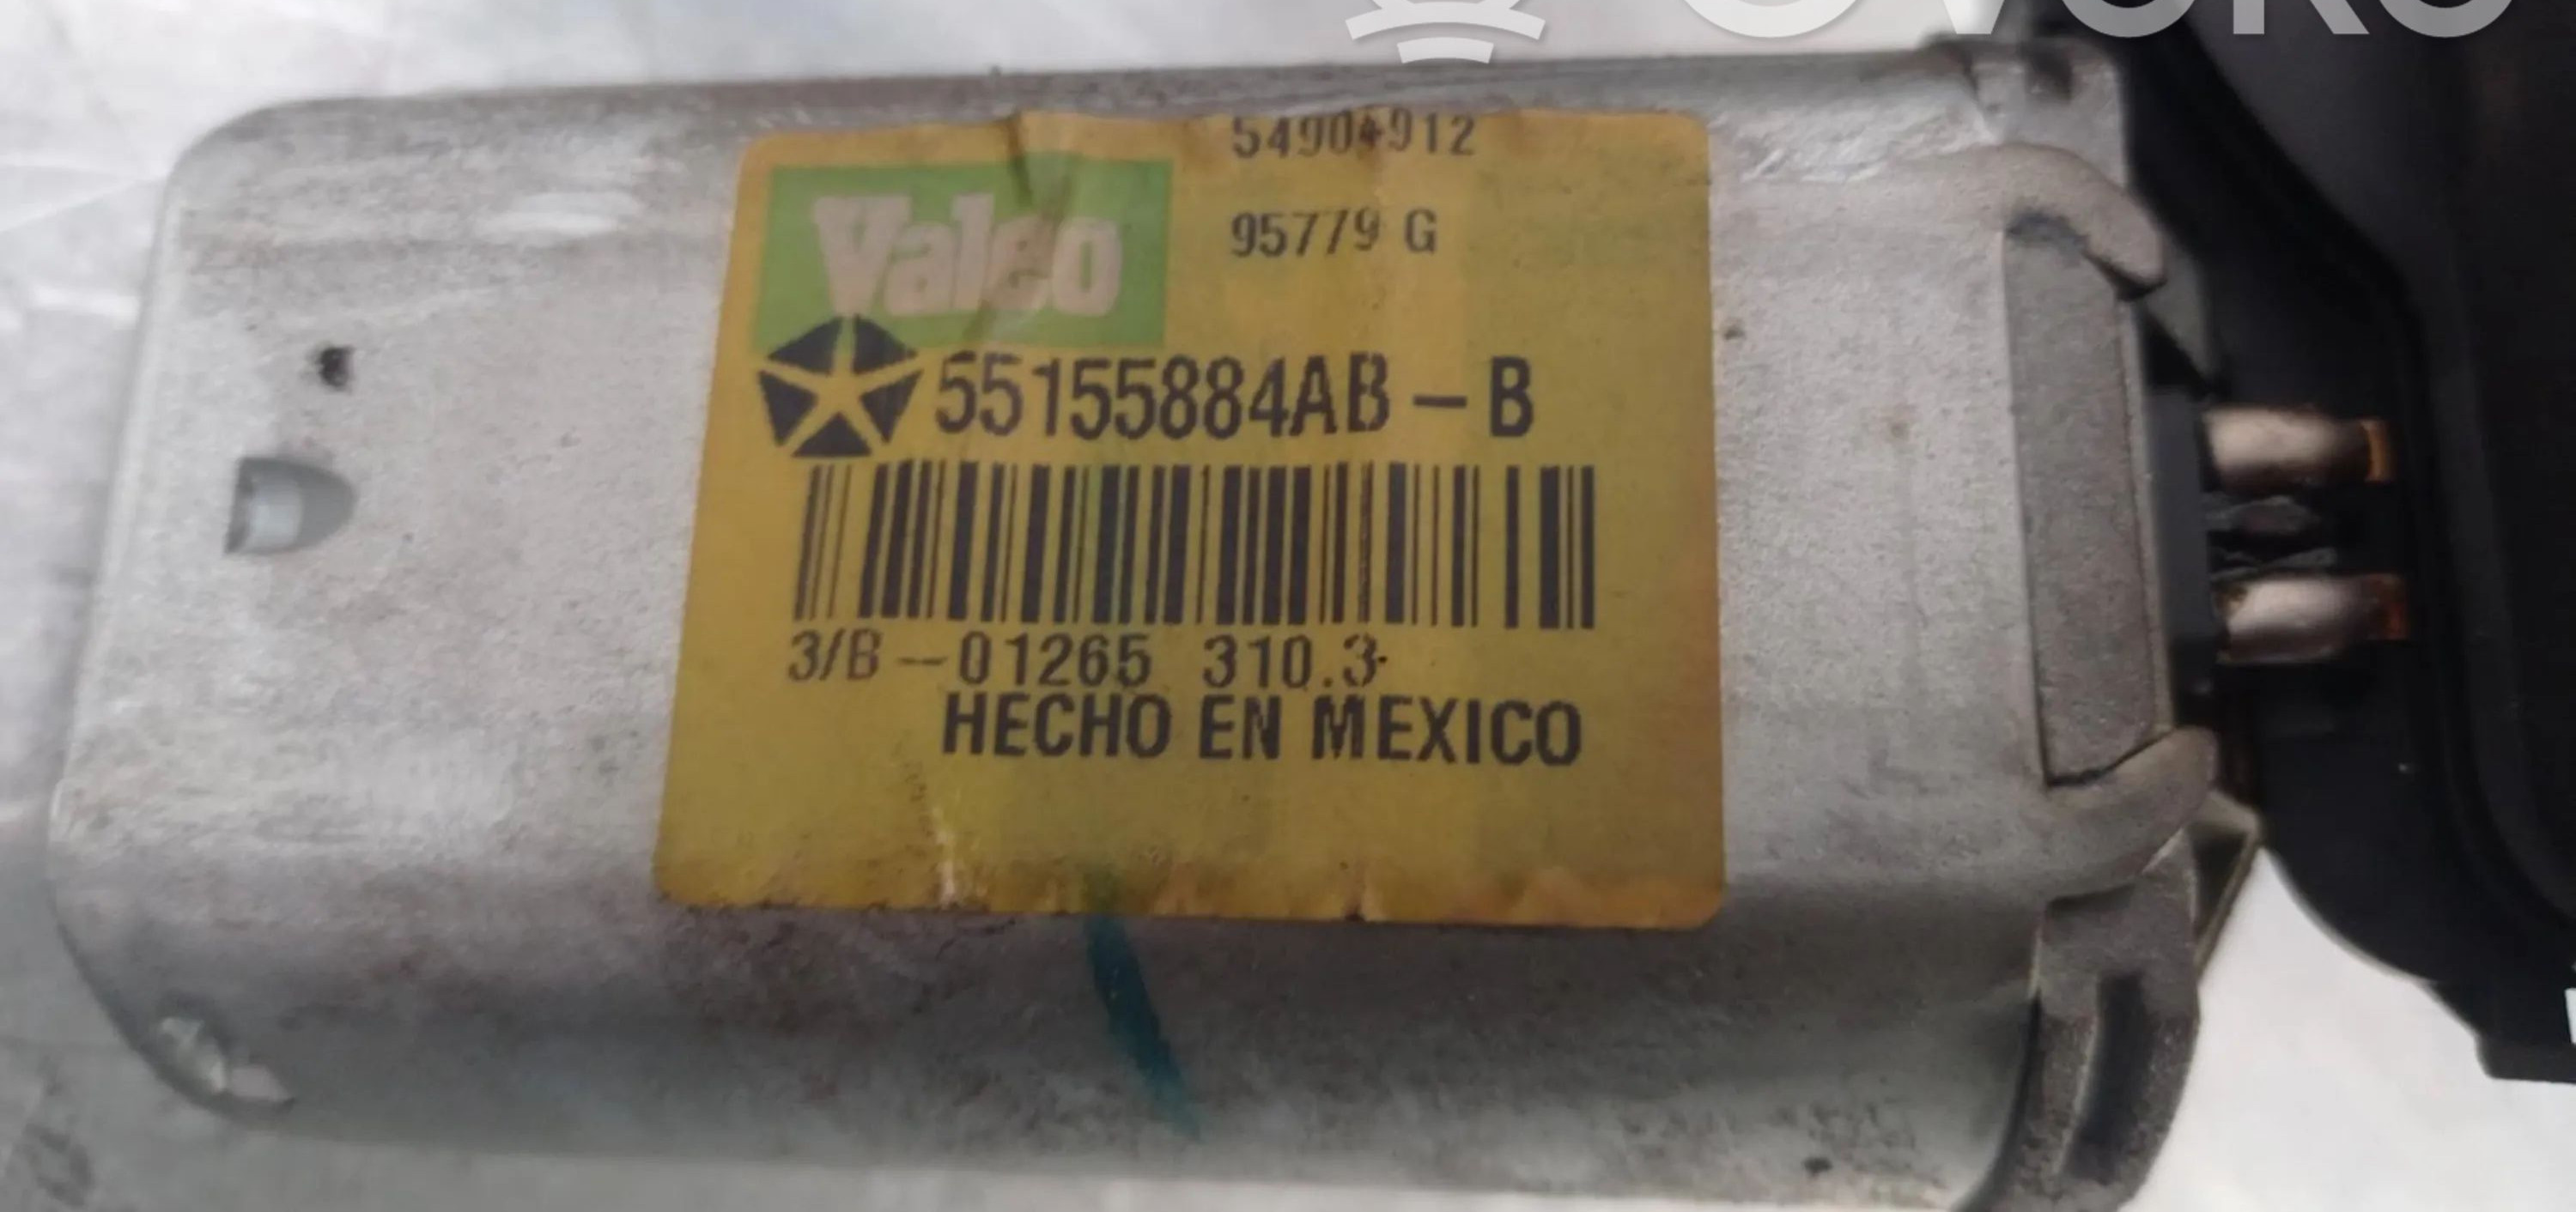 54904912
Valeo
95779 G
55155884AB-B
3/B-01265 310.3
HECHO EN MEXICO